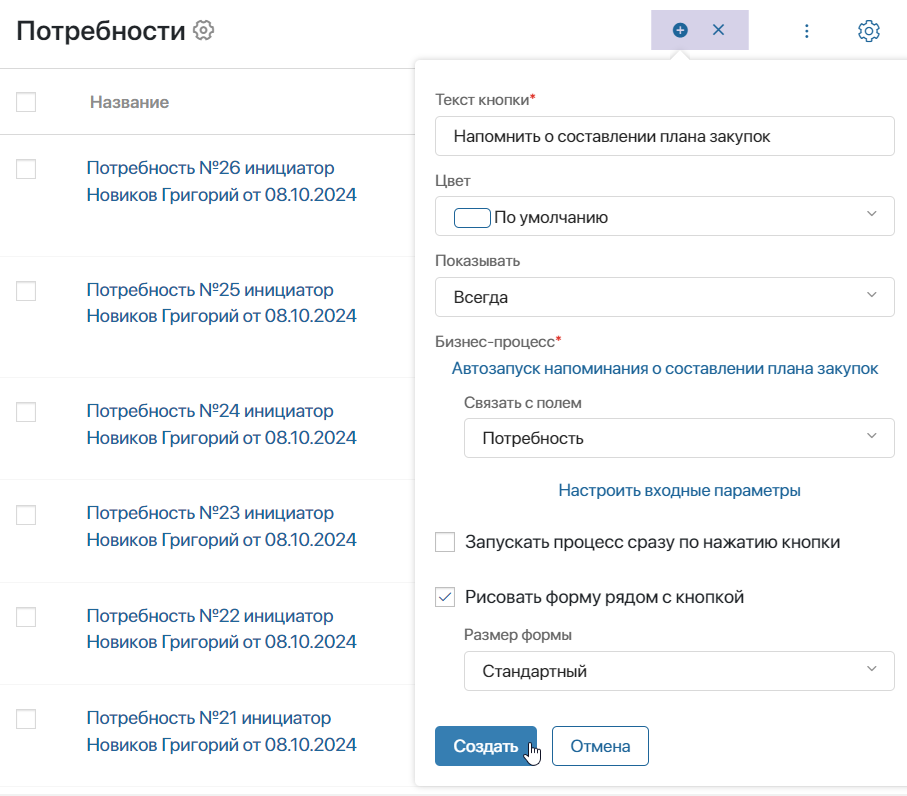 Потребности
Название
Потребность №26 инициатор
Новиков Григорий от 08.10.2024
Потребность №25 инициатор
Новиков Григорий от 08.10.2024
Потребность №24 инициатор
Новиков Григорий от 08.10.2024
Потребность №23 инициатор
Новиков Григорий от 08.10.2024
Потребность №22 инициатор
Новиков Григорий от 08.10.2024
Потребность №21 инициатор
Новиков Григорий от 08.10.2024
Текст кнопки*
Напомнить о составлении плана закупок
Цвет
По умолчанию
Показывать
Всегда
Бизнес-процесс*
Автозапуск напоминания о составлении плана закупок
Связать с полем
Потребность
Настроить входные параметры
Запускать процесс сразу по нажатию кнопки
Рисовать форму рядом с кнопкой
Размер формы
Стандартный
Создать
Отмена